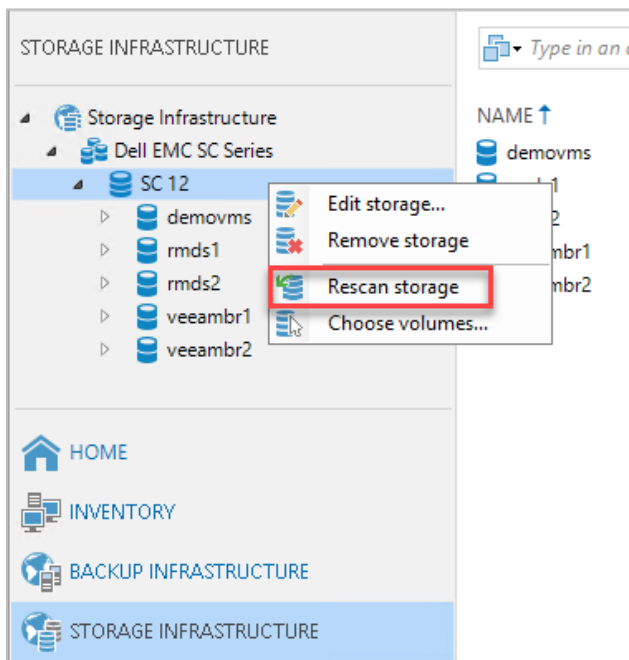 STORAGE INFRASTRUCTURE
Storage Infrastructure
Dell EMC SC Series
SC 12
demovms
rmds1
rmds2
veeambr1
veeambr2
Edit storage...
Remove storage
Rescan storage
Choose volumes...
Type in an
NAME
demovms
HOME
INVENTORY
BACKUP INFRASTRUCTURE
STORAGE INFRASTRUCTURE